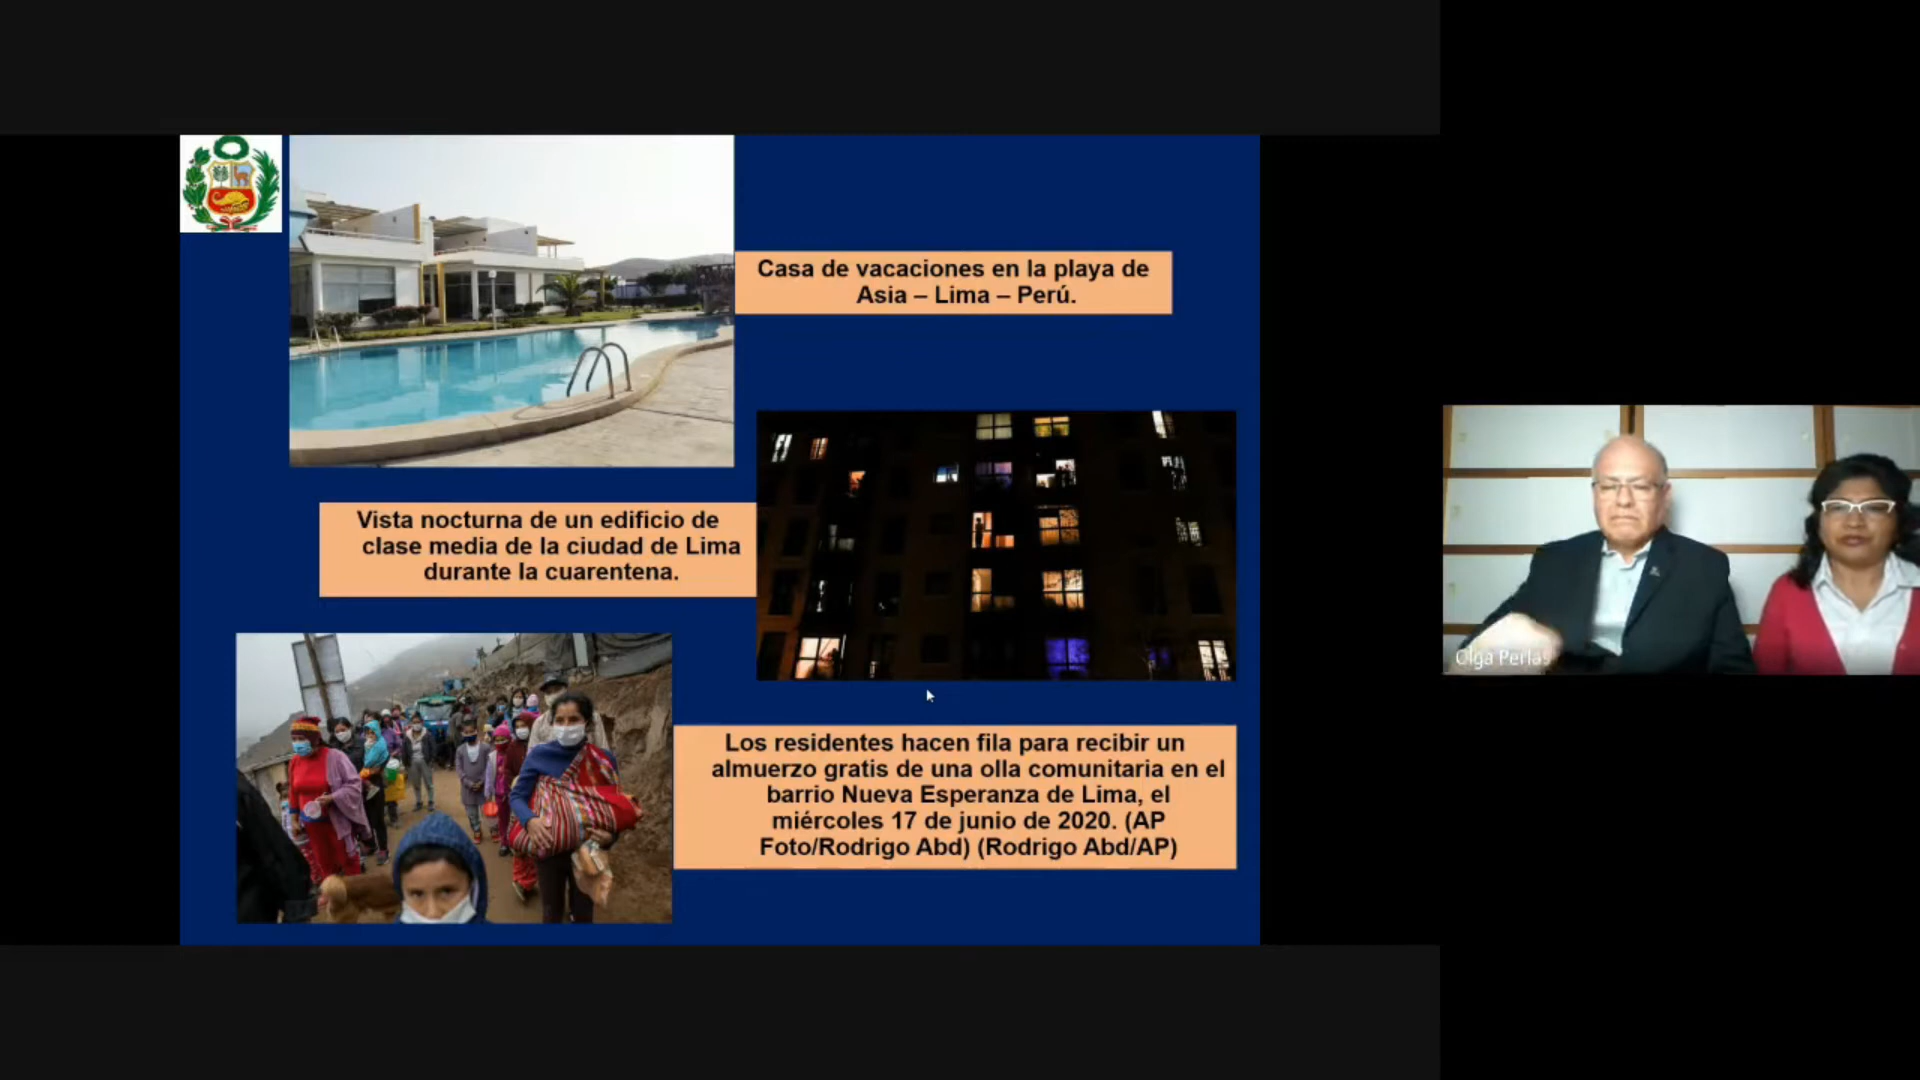 Casa de vacaciones en la playa de
Asia – Lima – Perú.
Vista nocturna de un edificio de
clase media de la ciudad de Lima
durante la cuarentena.
Los residentes hacen fila para recibir un
almuerzo gratis de una olla comunitaria en el
barrio Nueva Esperanza de Lima, el
miércoles 17 de junio de 2020. (AP
Foto/Rodrigo Abd) (Rodrigo Abd/AP)
Olga Perlas